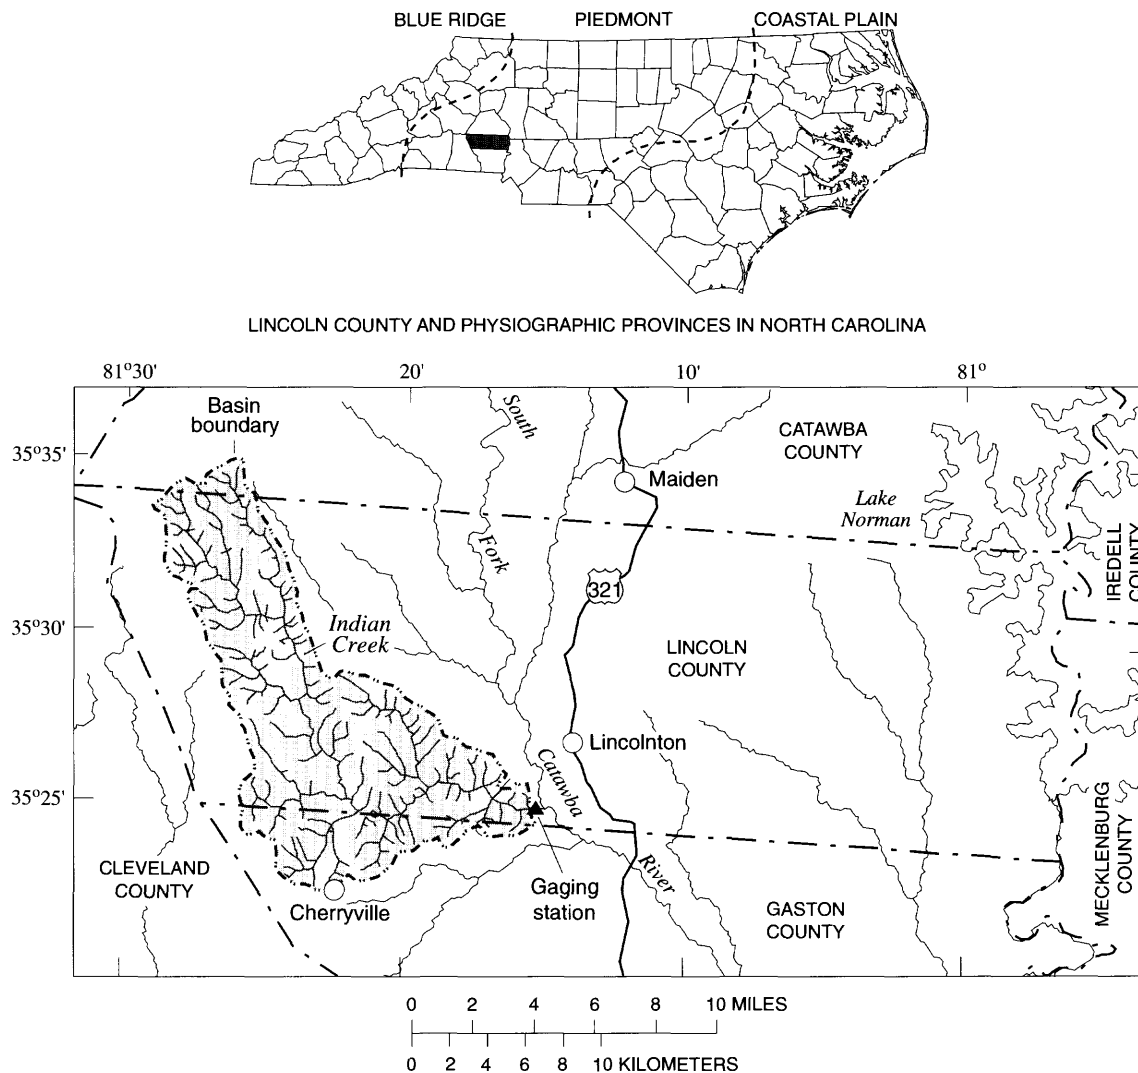 BLUE RIDGE
PIEDMONT
COASTAL PLAIN
LINCOLN COUNTY AND PHYSIOGRAPHIC PROVINCES IN NORTH CAROLINA
81°30'
20'
10'
81°
Basin
boundary
South
CATAWBA
COUNTY
35°35'
Maiden
Lake
Norman
Fork
IREDELL
COUNTY
321
35°30'
Indian
Creek
LINCOLN
COUNTY
Lincolnton
Catawba
35°25'
CLEVELAND
COUNTY
River
MECKLENBURG
COUNTY
Gaging
station
Cherryville
GASTON
COUNTY
0 2 4 6 8 10 MILES
0 2 4 6 8 10 KILOMETERS